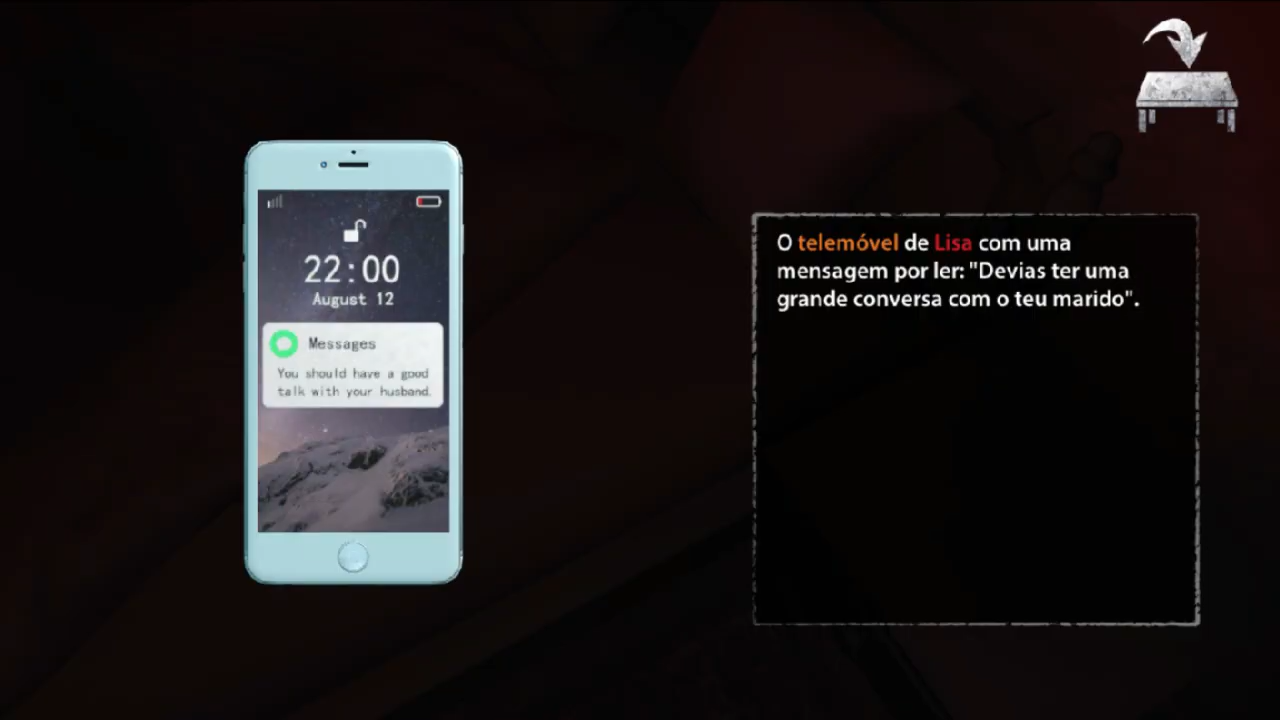 22:00
August 12
Messages
You should have a good
talk with your husband.
O telemóvel de Lisa com uma
mensagem por ler: "Devias ter uma
grande conversa com o teu marido".